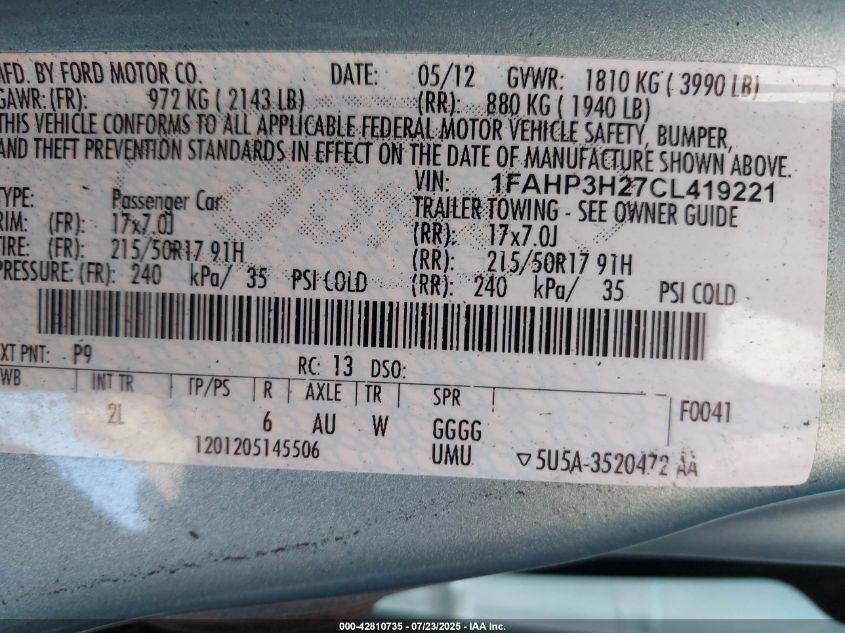 MFD. BY FORD MOTOR CO. DATE: 05/12 GVWR: 1810 KG ( 3990 LB)
GAWR: (FR): 972 KG ( 2143 LB) (RR): 880 KG ( 1940 LB)
THIS VEHICLE CONFORMS TO ALL APPLICABLE FEDERAL MOTOR VEHICLE SAFETY, BUMPER,
AND THEFT PREVENTION STANDARDS IN EFFECT ON THE DATE OF MANUFACTURE SHOWN ABOVE.
VIN: 1FAHP3H27CL419221
TYPE: Passenger Car TRAILER TOWING - SEE OWNER GUIDE
RIM: (FR): 17x7.0J (RR): 17x7.0J
TIRE: (FR): 215/50R17 91H (RR): 215/50R17 91H
PRESSURE: (FR): 240 kPa/ 35 PSI COLD (RR): 240 kPa/ 35 PSI COLD
EXT PNT: P9 RC: 13 DSO:
WB INT TR TP/PS R AXLE TR SPR F0041
2L 6 AU W GGGG
1201205145506 UMU ▽5U5A-3520472 AA
000-42810735 - 07/23/2025 - IAA Inc.